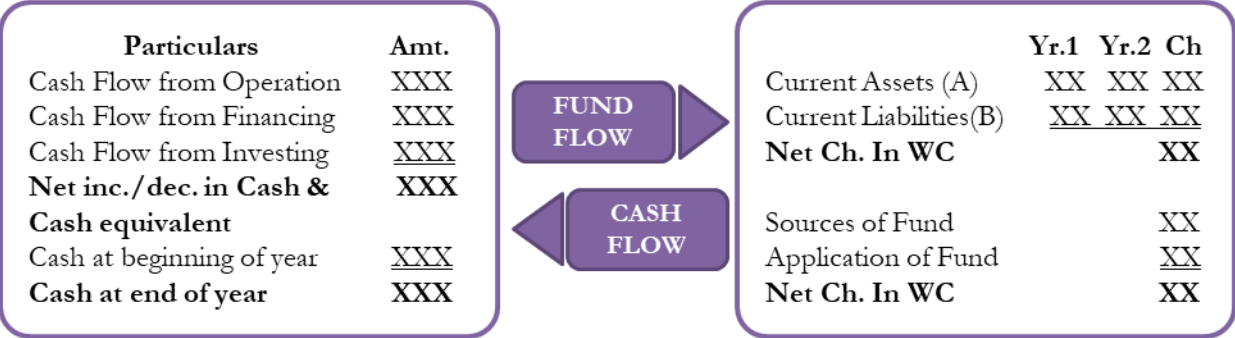 Particulars Amt.
Cash Flow from Operation XXX
Cash Flow from Financing XXX
Cash Flow from Investing XXX
Net inc./dec. in Cash & XXX
Cash equivalent
Cash at beginning of year XXX
Cash at end of year XXX
FUND
FLOW
CASH
FLOW
Yr.1 Yr.2 Ch
Current Assets (A) XX XX XX
Current Liabilities(B) XX XX XX
Net Ch. In WC XX
Sources of Fund XX
Application of Fund XX
Net Ch. In WC XX